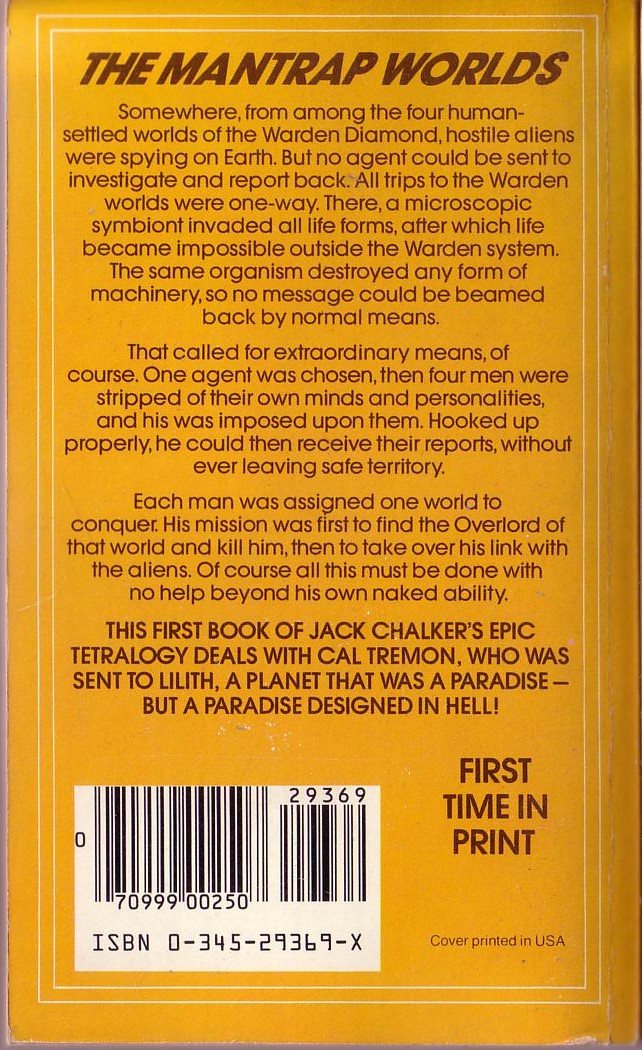 THE MANTRAP WORLDS
Somewhere, from among the four human-
settled worlds of the Warden Diamond, hostile aliens
were spying on Earth. But no agent could be sent to
investigate and report back. All trips to the Warden
worlds were one-way. There, a microscopic
symbiont invaded all life forms, after which life
became impossible outside the Warden system.
The same organism destroyed any form of
machinery, so no message could be beamed
back by normal means.
That called for extraordinary means, of
course. One agent was chosen, then four men were
stripped of their own minds and personalities,
and his was imposed upon them. Hooked up
properly, he could then receive their reports, without
ever leaving safe territory.
Each man was assigned one world to
conquer. His mission was first to find the Overlord of
that world and kill him, then to take over his link with
the aliens. Of course all this must be done with
no help beyond his own naked ability.
THIS FIRST BOOK OF JACK CHALKER'S EPIC
TETRALOGY DEALS WITH CAL TREMON, WHO WAS
SENT TO LILITH, A PLANET THAT WAS A PARADISE—
BUT A PARADISE DESIGNED IN HELL!
FIRST
TIME IN
PRINT
29369
0
70999 00250
ISBN 0-345-29369-X
Cover printed in USA